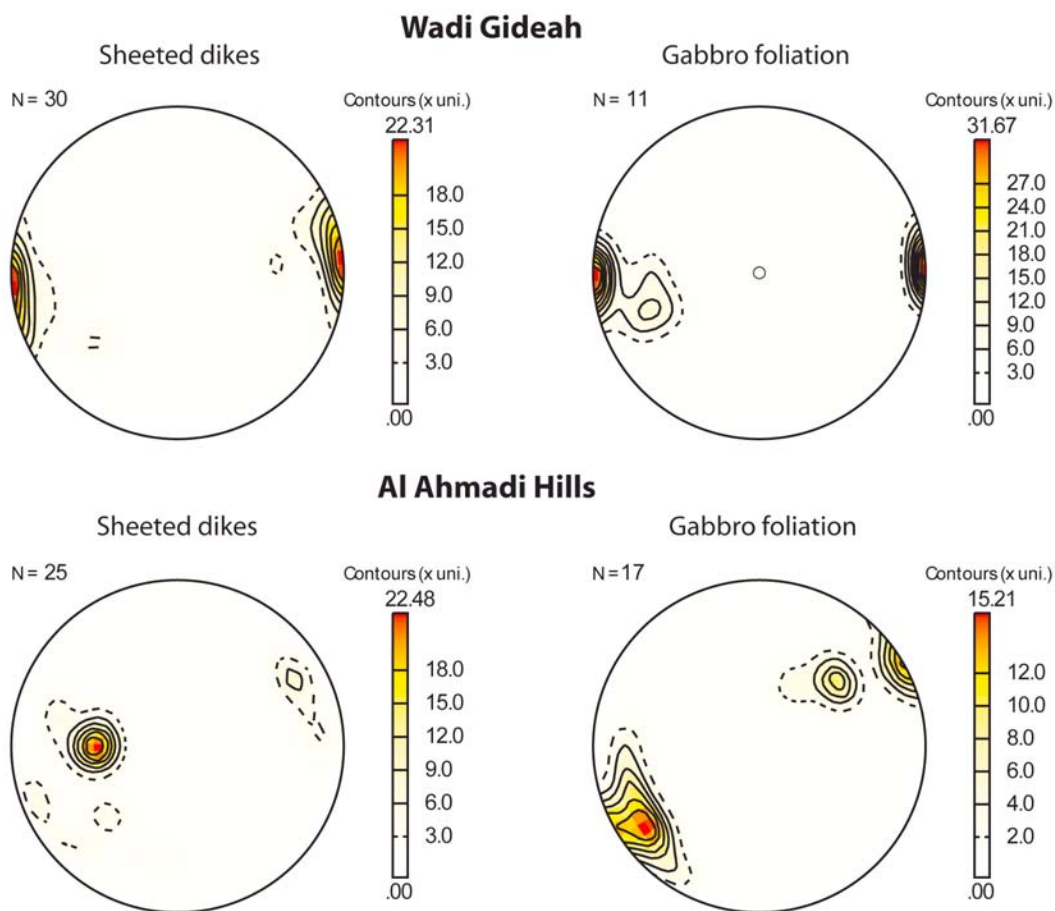 Wadi Gideah
Sheeted dikes
N = 30
Contours (x uni.)
22.31
18.0
15.0
12.0
9.0
6.0
3.0
.00
Gabbro foliation
N = 11
Contours (x uni.)
31.67
27.0
24.0
21.0
18.0
15.0
12.0
9.0
6.0
3.0
.00
Al Ahmadi Hills
Sheeted dikes
N = 25
Contours (x uni.)
22.48
18.0
15.0
12.0
9.0
6.0
3.0
.00
Gabbro foliation
N = 17
Contours (x uni.)
15.21
12.0
10.0
8.0
6.0
4.0
2.0
.00